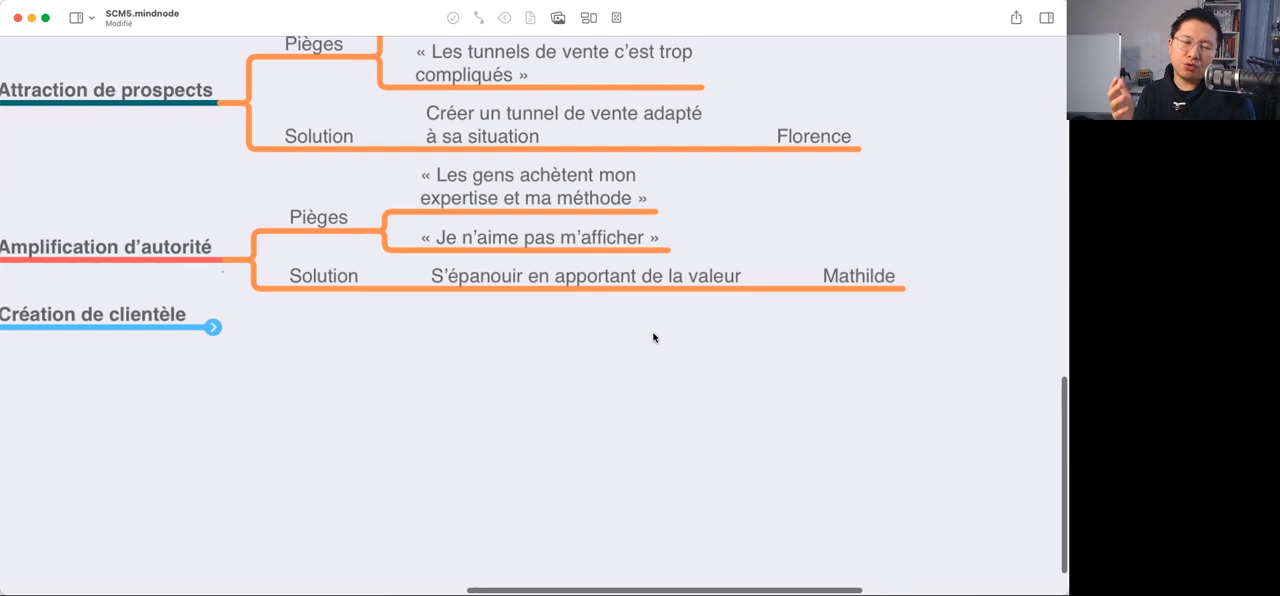 SCM5.mindnode
Modifié
Pièges
« Les tunnels de vente c’est trop
compliqués »
Attraction de prospects
Créer un tunnel de vente adapté
à sa situation
Solution
Florence
« Les gens achètent mon
expertise et ma méthode »
Pièges
« Je n’aime pas m’afficher »
Amplification d’autorité
Solution
S’épanouir en apportant de la valeur
Mathilde
Création de clientèle